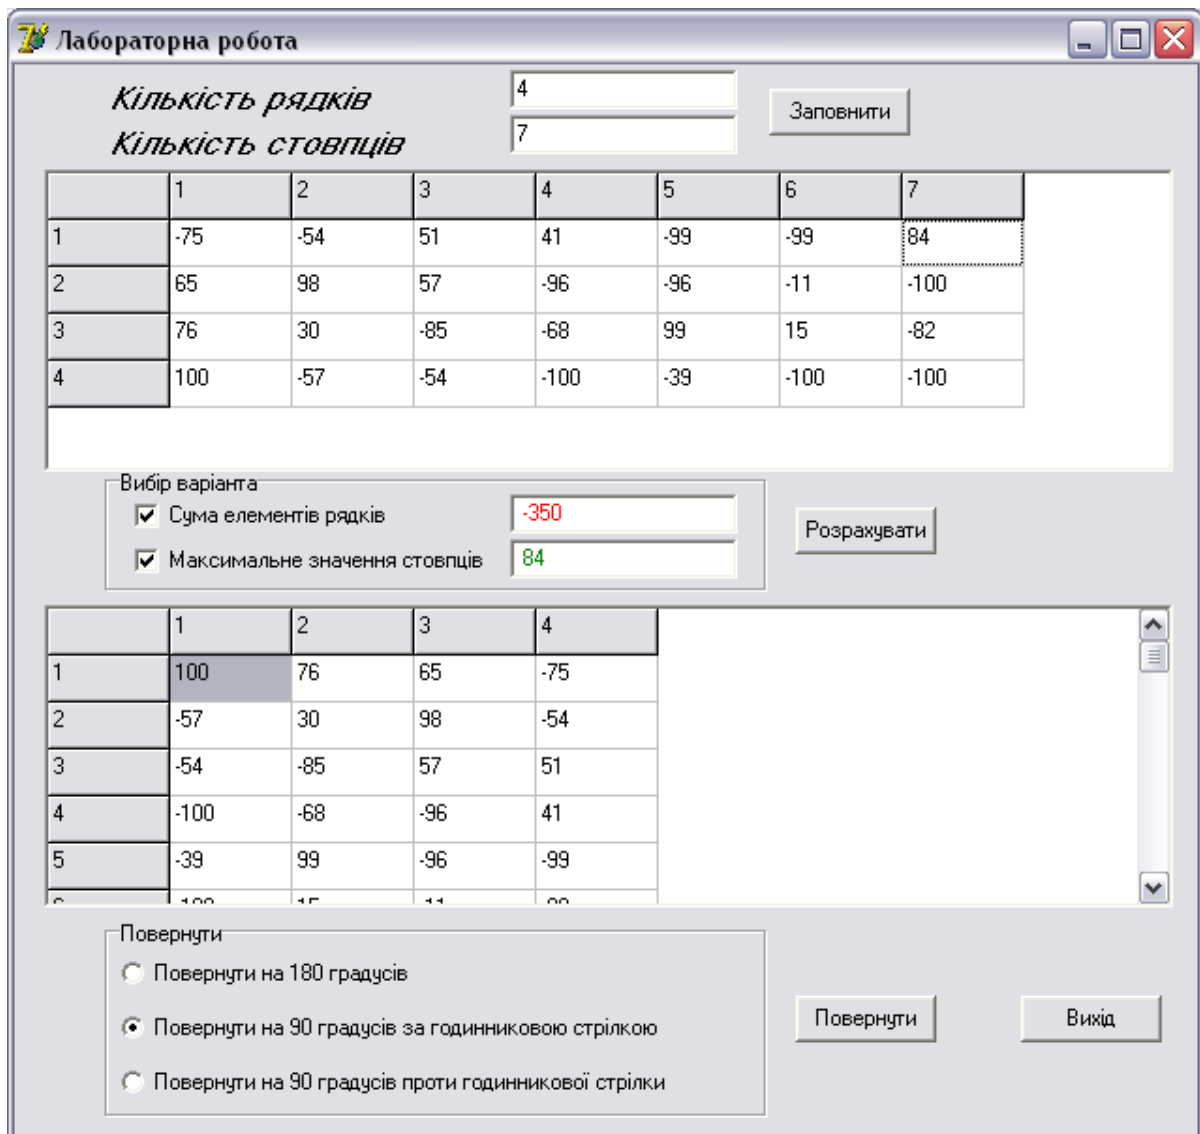 Лабораторна робота
Кількість рядків 4
Заповнити
Кількість стовпців 7
1 2 3 4 5 6 7
1 -75 -54 51 41 -99 -99 84
2 65 98 57 -96 -96 -11 -100
3 76 30 -85 -68 99 15 -82
4 100 -57 -54 -100 -39 -100 -100
Вибір варіанта
Сума елементів рядків -350
Розрахувати
Максимальне значення стовпців 84
1 2 3 4
1 100 76 65 -75
2 -57 30 98 -54
3 -54 -85 57 51
4 -100 -68 -96 41
5 -39 99 -96 -99
Повернути
Повернути на 180 градусів
Повернути на 90 градусів за годинниковою стрілкою
Повернути Вихід
Повернути на 90 градусів проти годинникової стрілки